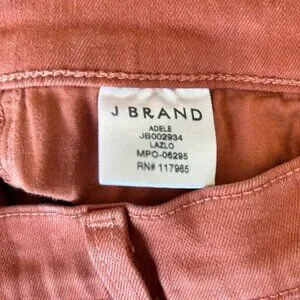 J BRAND
ADELE
JB002934
LAZLO
MPO-06295
RN# 117965